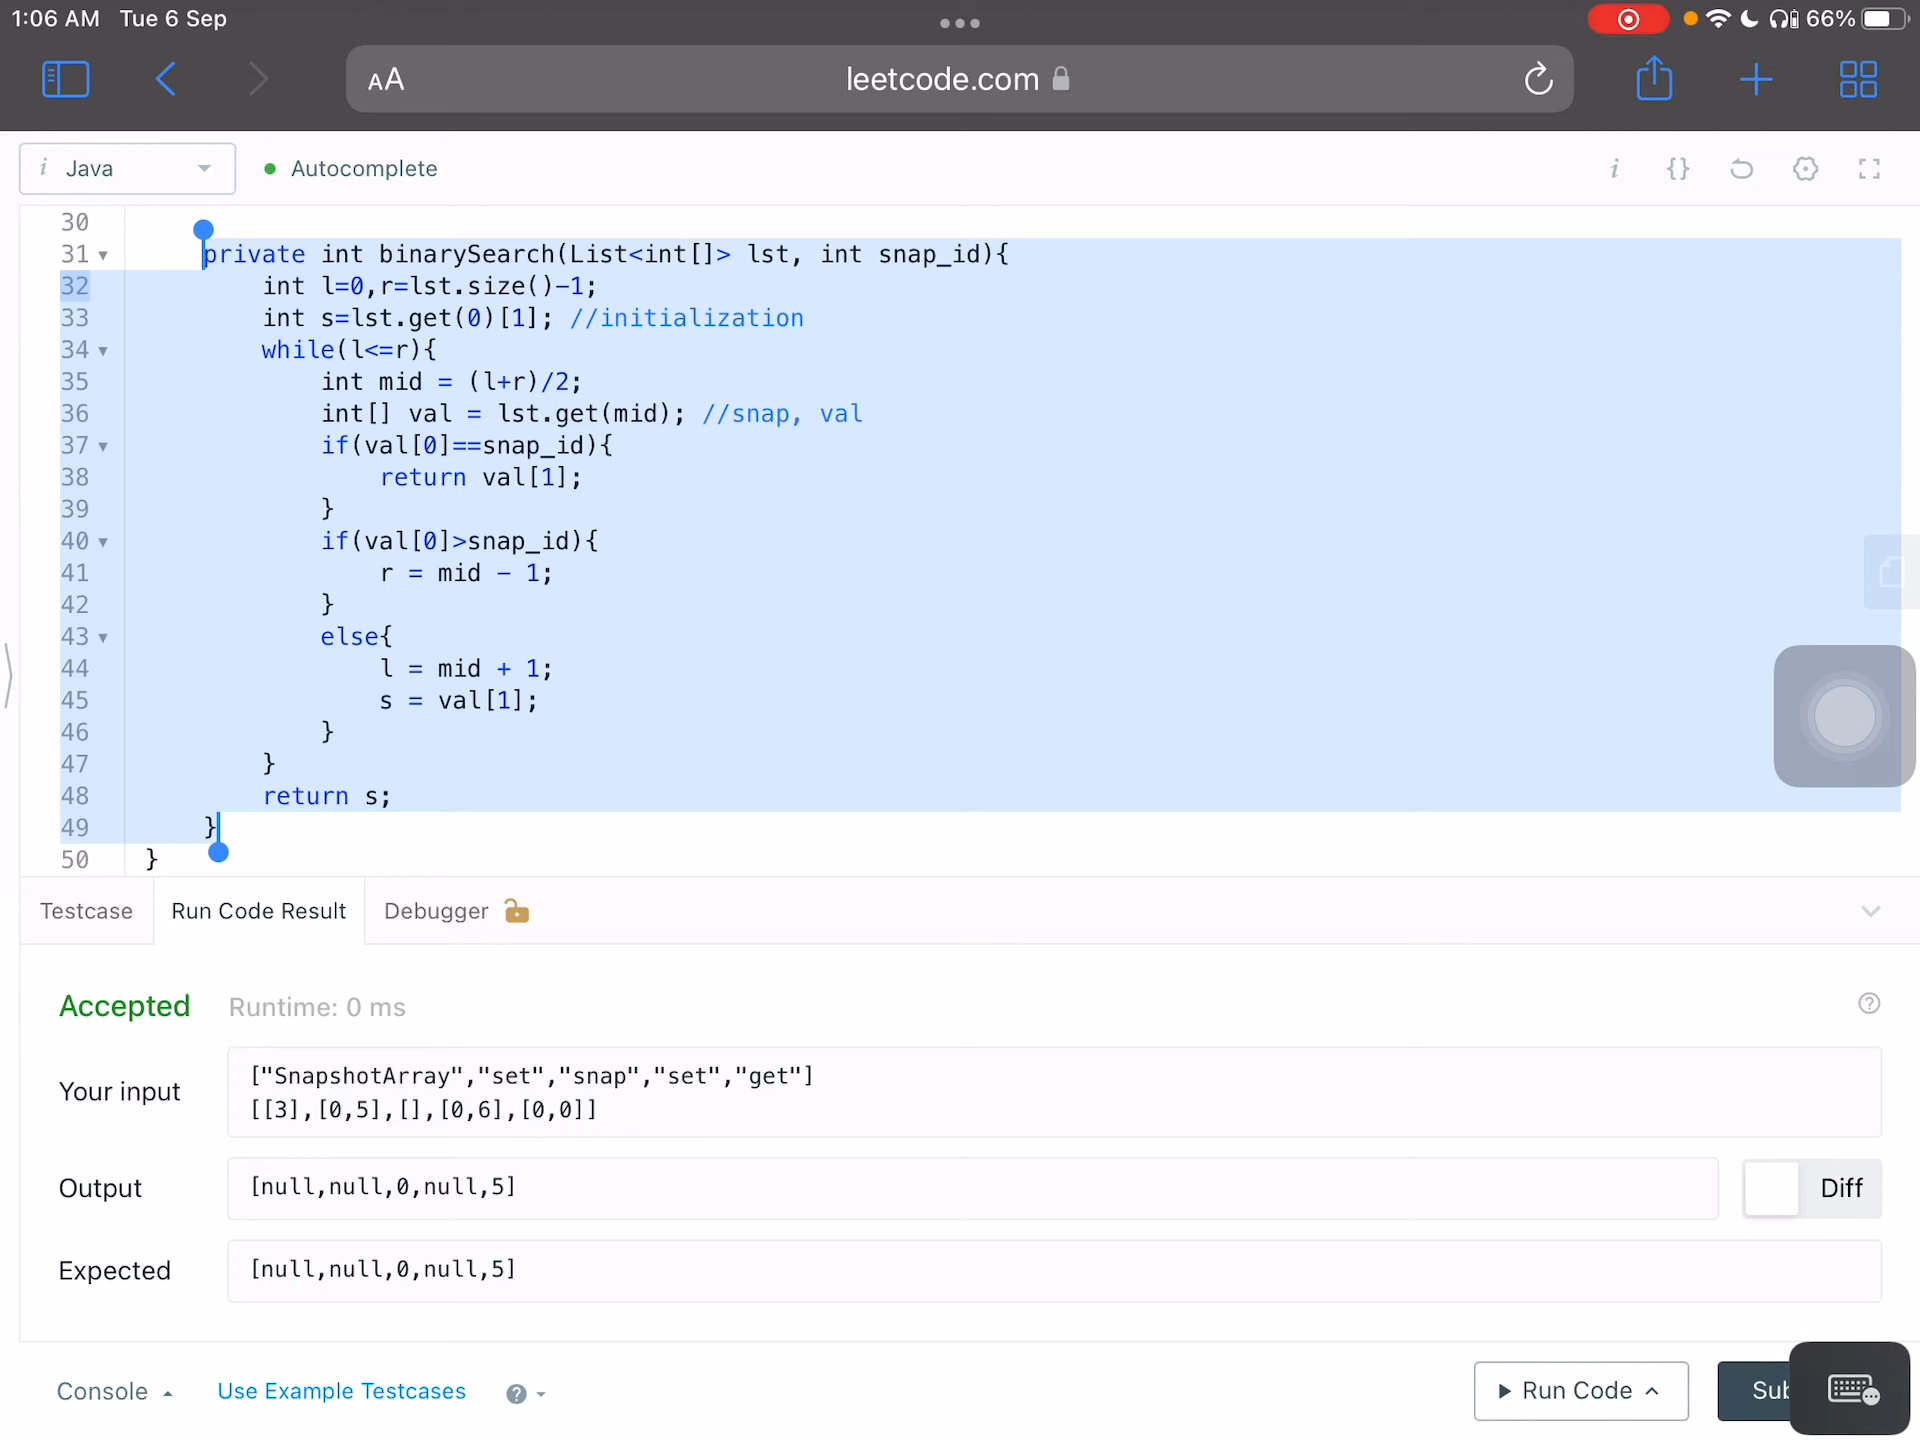 1:06 AM Tue 6 Sep
66%
AA
leetcode.com
i Java
Autocomplete
i {}
30
31 private int binarySearch(List<int[]> lst, int snap_id){
32 int l=0,r=lst.size()-1;
33 int s=lst.get(0)[1]; //initialization
34 while(l<=r){
35 int mid = (l+r)/2;
36 int[] val = lst.get(mid); //snap, val
37 if(val[0]==snap_id){
38 return val[1];
39 }
40 if(val[0]>snap_id){
41 r = mid - 1;
42 }
43 else{
44 l = mid + 1;
45 s = val[1];
46 }
47 }
48 return s;
49 }
50 }
Testcase Run Code Result Debugger
Accepted Runtime: 0 ms
Your input
["SnapshotArray","set","snap","set","get"]
[[3],[0,5],[],[0,6],[0,0]]
Output [null,null,0,null,5] Diff
Expected [null,null,0,null,5]
Console Use Example Testcases ? Run Code Sub